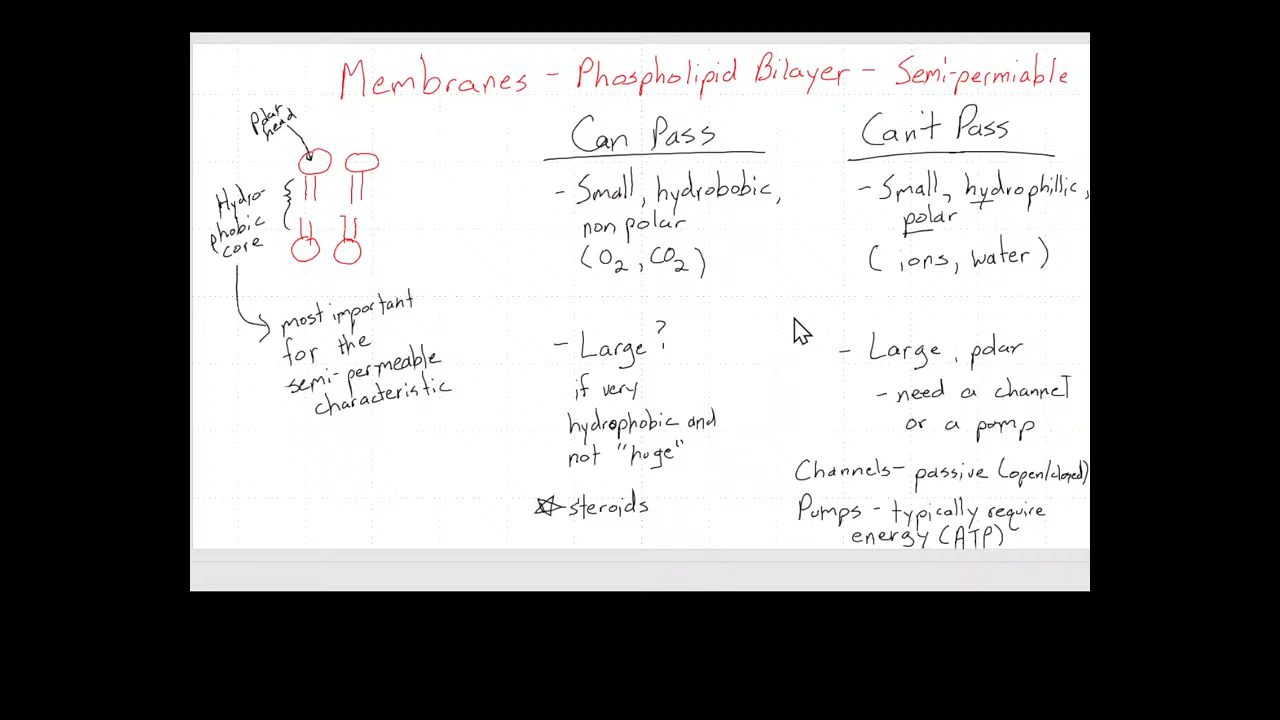 Membranes - Phospholipid Bilayer - Semi-permiable
Polar
head
Hydro-
phobic
core
most important
for the
semi-permeable
characteristic
Can Pass
- Small, hydrobobic,
non polar
(O2, CO2)
- Large?
if very
hydrophobic and
not "huge"
☆ steroids
Can't Pass
- Small, hydrophillic,
polar
(ions, water)
- Large, polar
- need a channel
or a pump
Channels - passive (open/closed)
Pumps - typically require
energy (ATP)